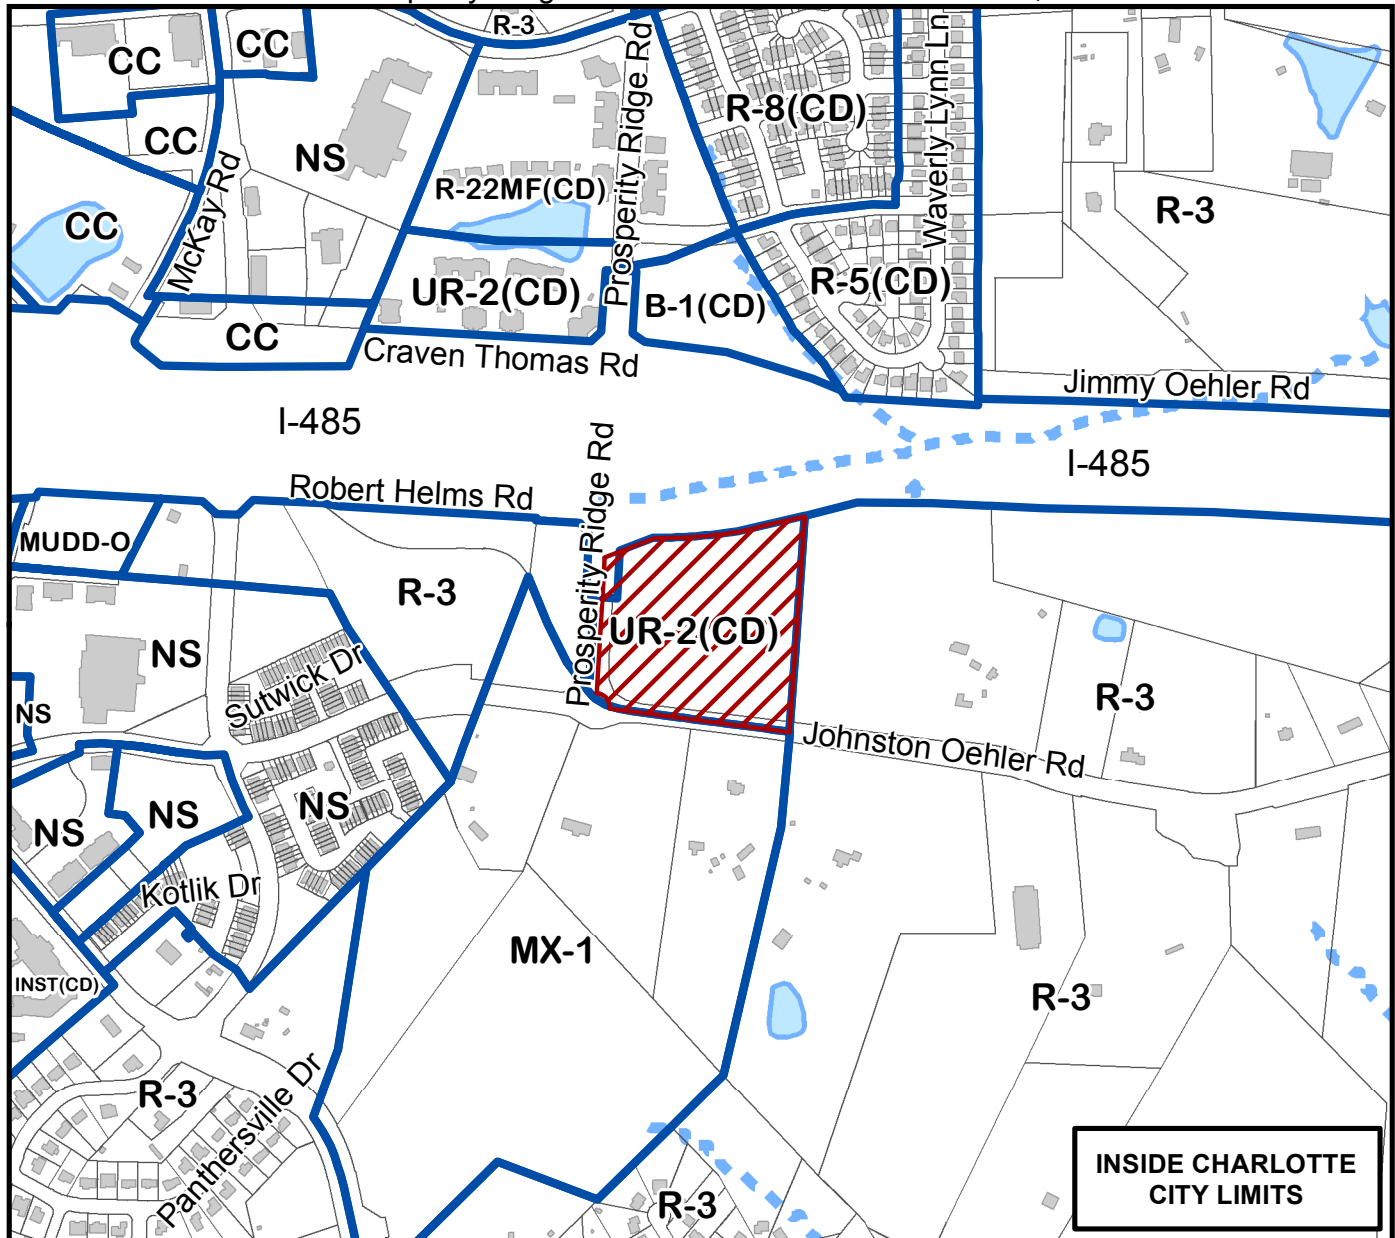 R-3
CC
CC
R-8(CD)
CC
NS
Prosperity Ridge Rd
Waverly Lynn Ln
R-22MF(CD)
R-3
McKay Rd
CC
R-5(CD)
UR-2(CD)
B-1(CD)
CC
Craven Thomas Rd
Jimmy Oehler Rd
I-485
I-485
Robert Helms Rd
Prosperity Ridge Rd
MUDD-O
R-3
UR-2(CD)
NS
Sutwick Dr
R-3
NS
Johnston Oehler Rd
NS
NS
NS
Kotlik Dr
MX-1
INST(CD)
R-3
R-3
Panthersville Dr
R-3
INSIDE CHARLOTTE
CITY LIMITS